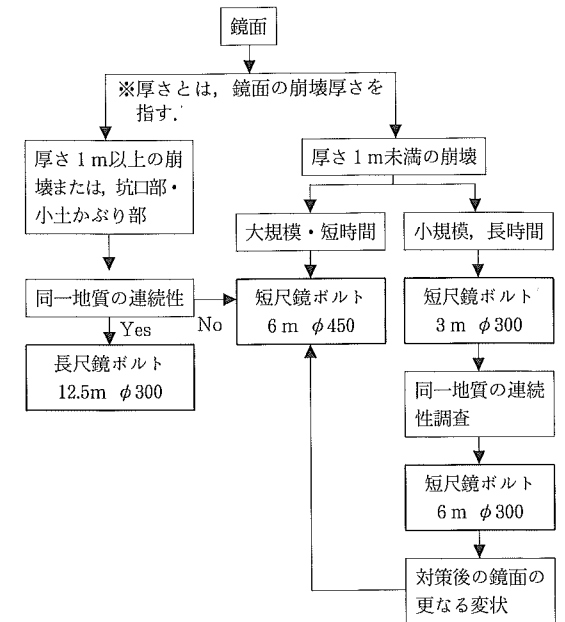 鏡面
※厚さとは，鏡面の崩壊厚さを
指す．
厚さ1m以上の崩
壊または，坑口部・
小土かぶり部
厚さ1m未満の崩壊
大規模・短時間
小規模，長時間
同一地質の連続性
Yes
No
短尺鏡ボルト
6m φ450
短尺鏡ボルト
3m φ300
長尺鏡ボルト
12.5m φ300
同一地質の連続
性調査
短尺鏡ボルト
6m φ300
対策後の鏡面の
更なる変状